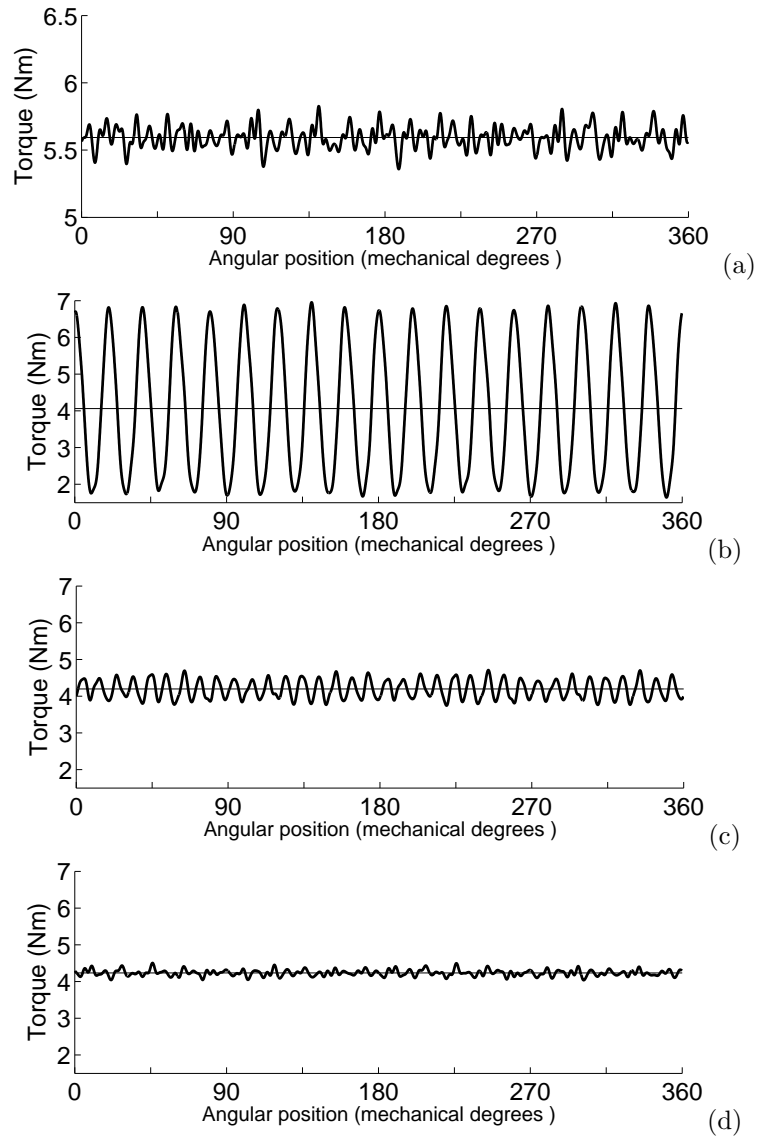 6.5
6
5.5
5
Torque (Nm)
0 90 180 270 360
Angular position (mechanical degrees )
(a)
7
6
5
4
3
2
Torque (Nm)
0 90 180 270 360
Angular position (mechanical degrees )
(b)
7
6
5
4
3
2
Torque (Nm)
0 90 180 270 360
Angular position (mechanical degrees )
(c)
7
6
5
4
3
2
Torque (Nm)
0 90 180 270 360
Angular position (mechanical degrees )
(d)